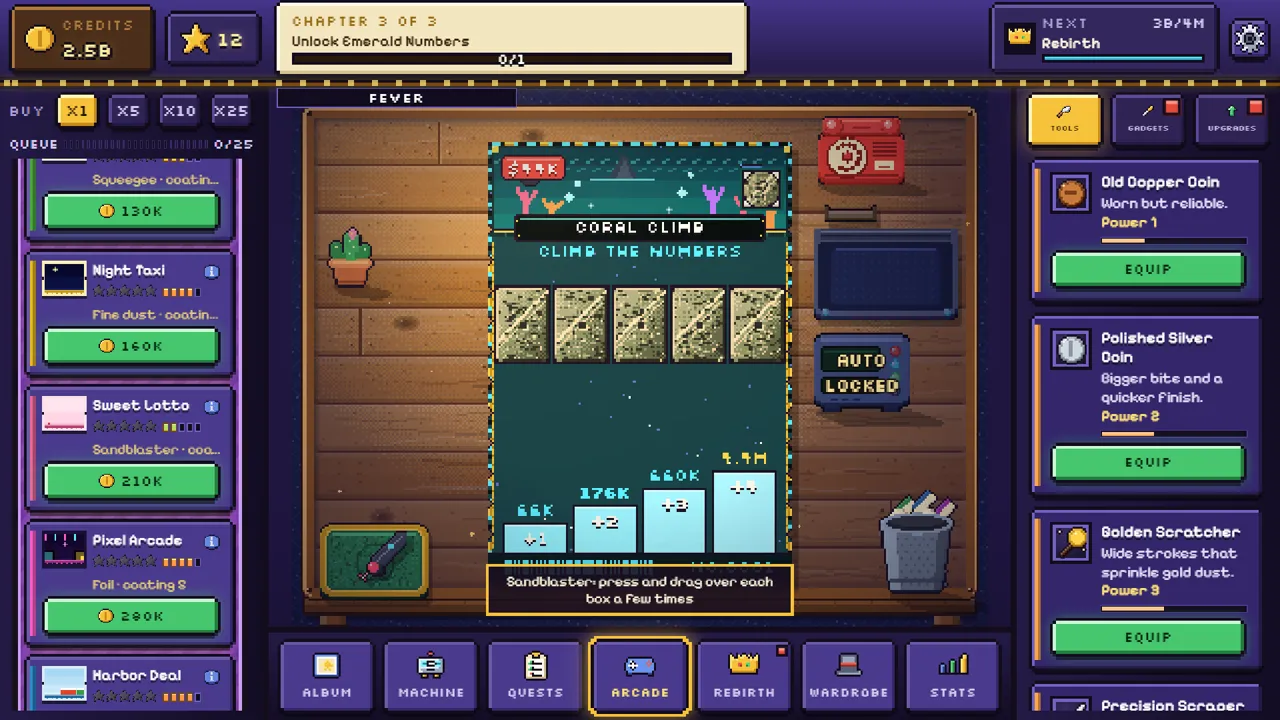 CREDITS
2.5B
12
CHAPTER 3 OF 3
Unlock Emerald Numbers
0/1
NEXT 3B/4M
Rebirth
BUY X1 X5 X10 X25
QUEUE 0/25
Squeegee · coatin...
130K
Night Taxi
Fine dust · coatin...
160K
Sweet Lotto
Sandblaster · coa...
210K
Pixel Arcade
Foil · coating S
280K
Harbor Deal
FEVER
$44K
CORAL CLIMB
CLIMB THE NUMBERS
66K
176K
660K
4.4M
+1
+2
+3
+4
Sandblaster: press and drag over each
box a few times
AUTO
LOCKED
ALBUM
MACHINE
QUESTS
ARCADE
REBIRTH
WARDROBE
STATS
TOOLS
GADGETS
UPGRADES
Old Copper Coin
Worn but reliable.
Power 1
EQUIP
Polished Silver
Coin
Bigger bite and a
quicker finish.
Power 2
EQUIP
Golden Scratcher
Wide strokes that
sprinkle gold dust.
Power 3
EQUIP
Precision Scraper